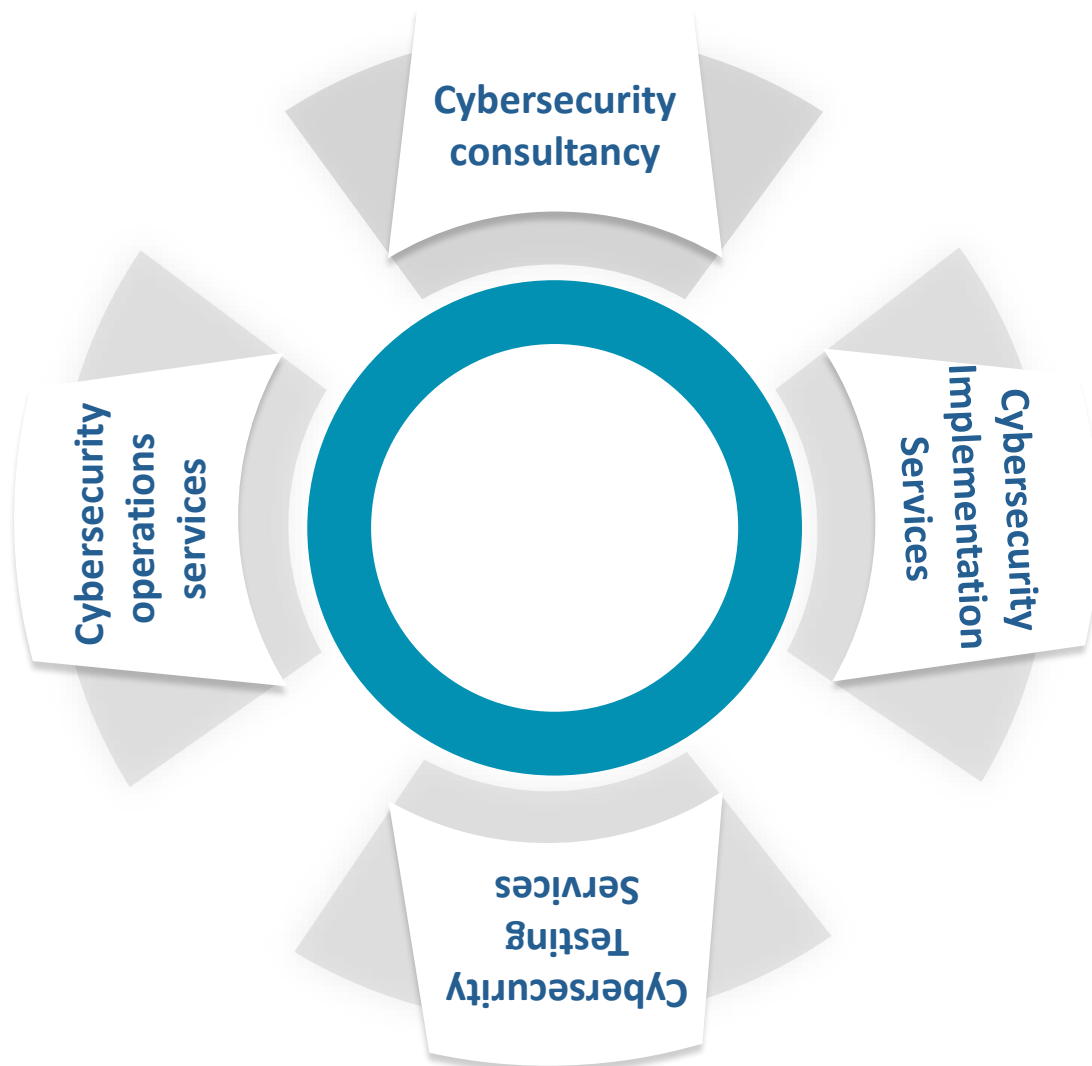 Cybersecurity
consultancy
Cybersecurity
Implementation
Services
Cybersecurity
Testing
Services
Cybersecurity
operations
services